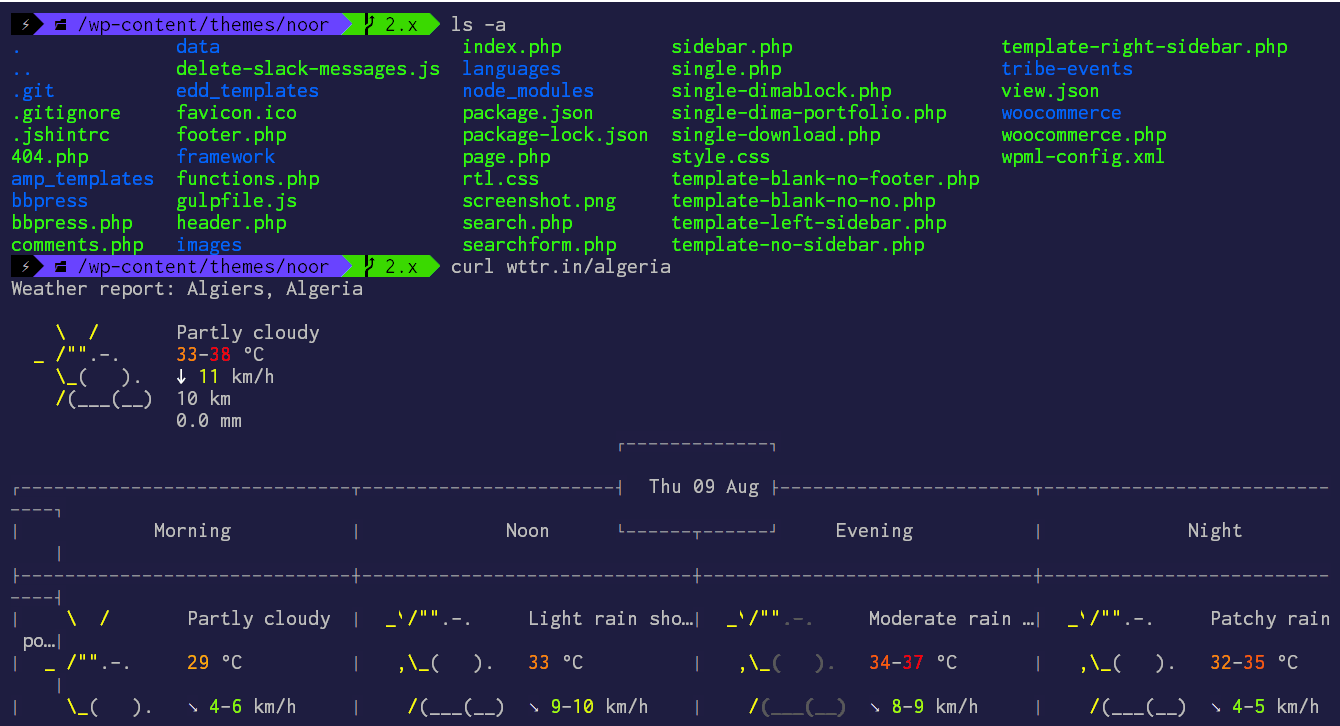 ⚡ /wp-content/themes/noor 2.x ls -a
. data index.php sidebar.php template-right-sidebar.php
.. delete-slack-messages.js languages single.php tribe-events
.git edd_templates node_modules single-dimablock.php view.json
.gitignore favicon.ico package.json single-dima-portfolio.php woocommerce
.jshintrc footer.php package-lock.json single-download.php woocommerce.php
404.php framework page.php style.css wpml-config.xml
amp_templates functions.php rtl.css template-blank-no-footer.php
bbpress gulpfile.js screenshot.png template-blank-no-no.php
bbpress.php header.php search.php template-left-sidebar.php
comments.php images searchform.php template-no-sidebar.php
⚡ /wp-content/themes/noor 2.x curl wttr.in/algeria
Weather report: Algiers, Algeria
Partly cloudy
33-38 °C
↓ 11 km/h
10 km
0.0 mm
Thu 09 Aug
Morning Noon Evening Night
Partly cloudy Light rain sho… Moderate rain … Patchy rain
po…
29 °C 33 °C 34-37 °C 32-35 °C
↘ 4-6 km/h ↘ 9-10 km/h ↘ 8-9 km/h ↘ 4-5 km/h